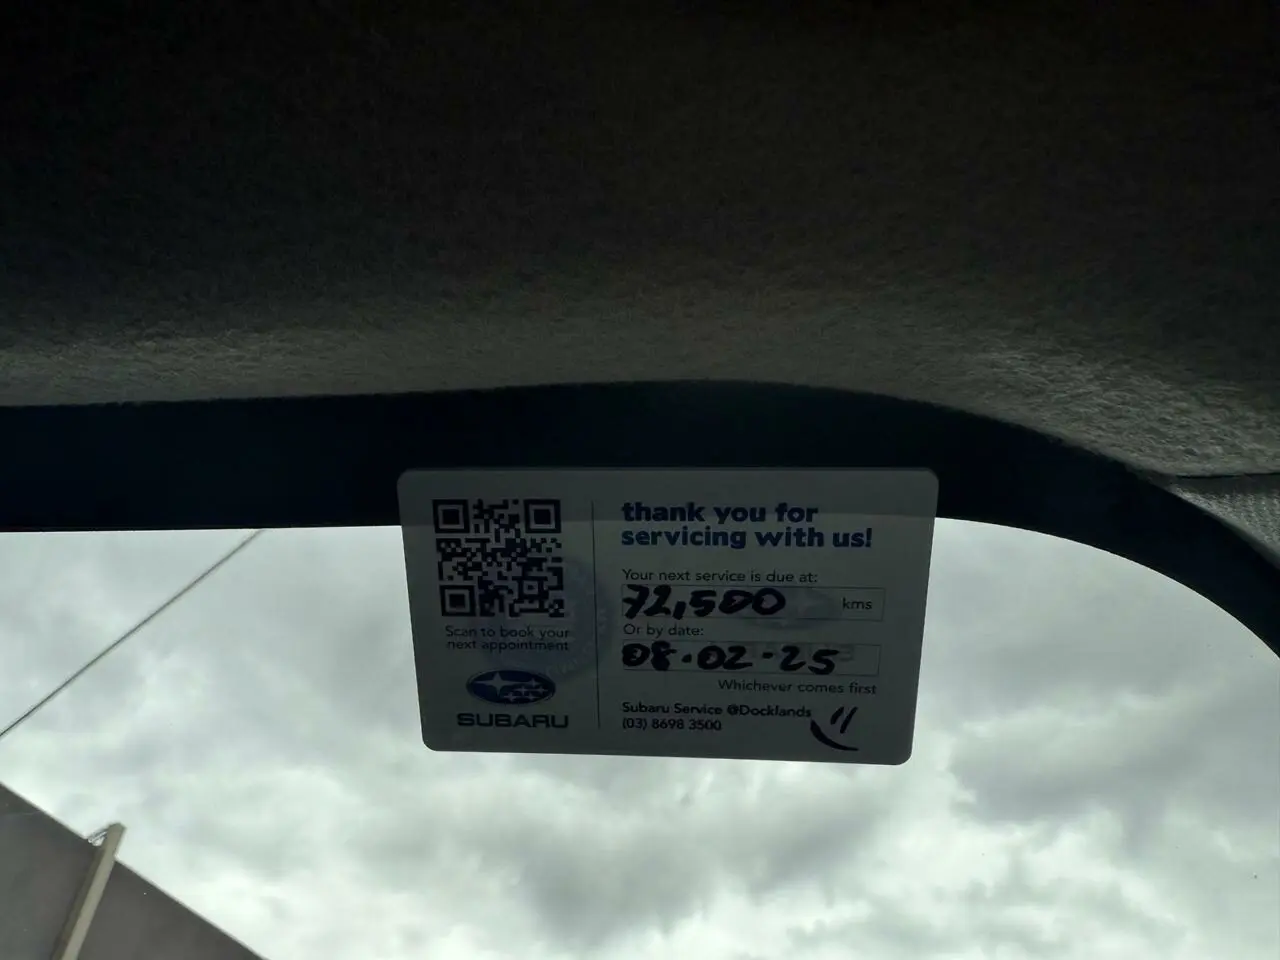 Scan to book your
next appointment
SUBARU
thank you for
servicing with us!
Your next service is due at:
72,500 kms
Or by date:
08.02.25
Whichever comes first
Subaru Service @Docklands
(03) 8698 3500